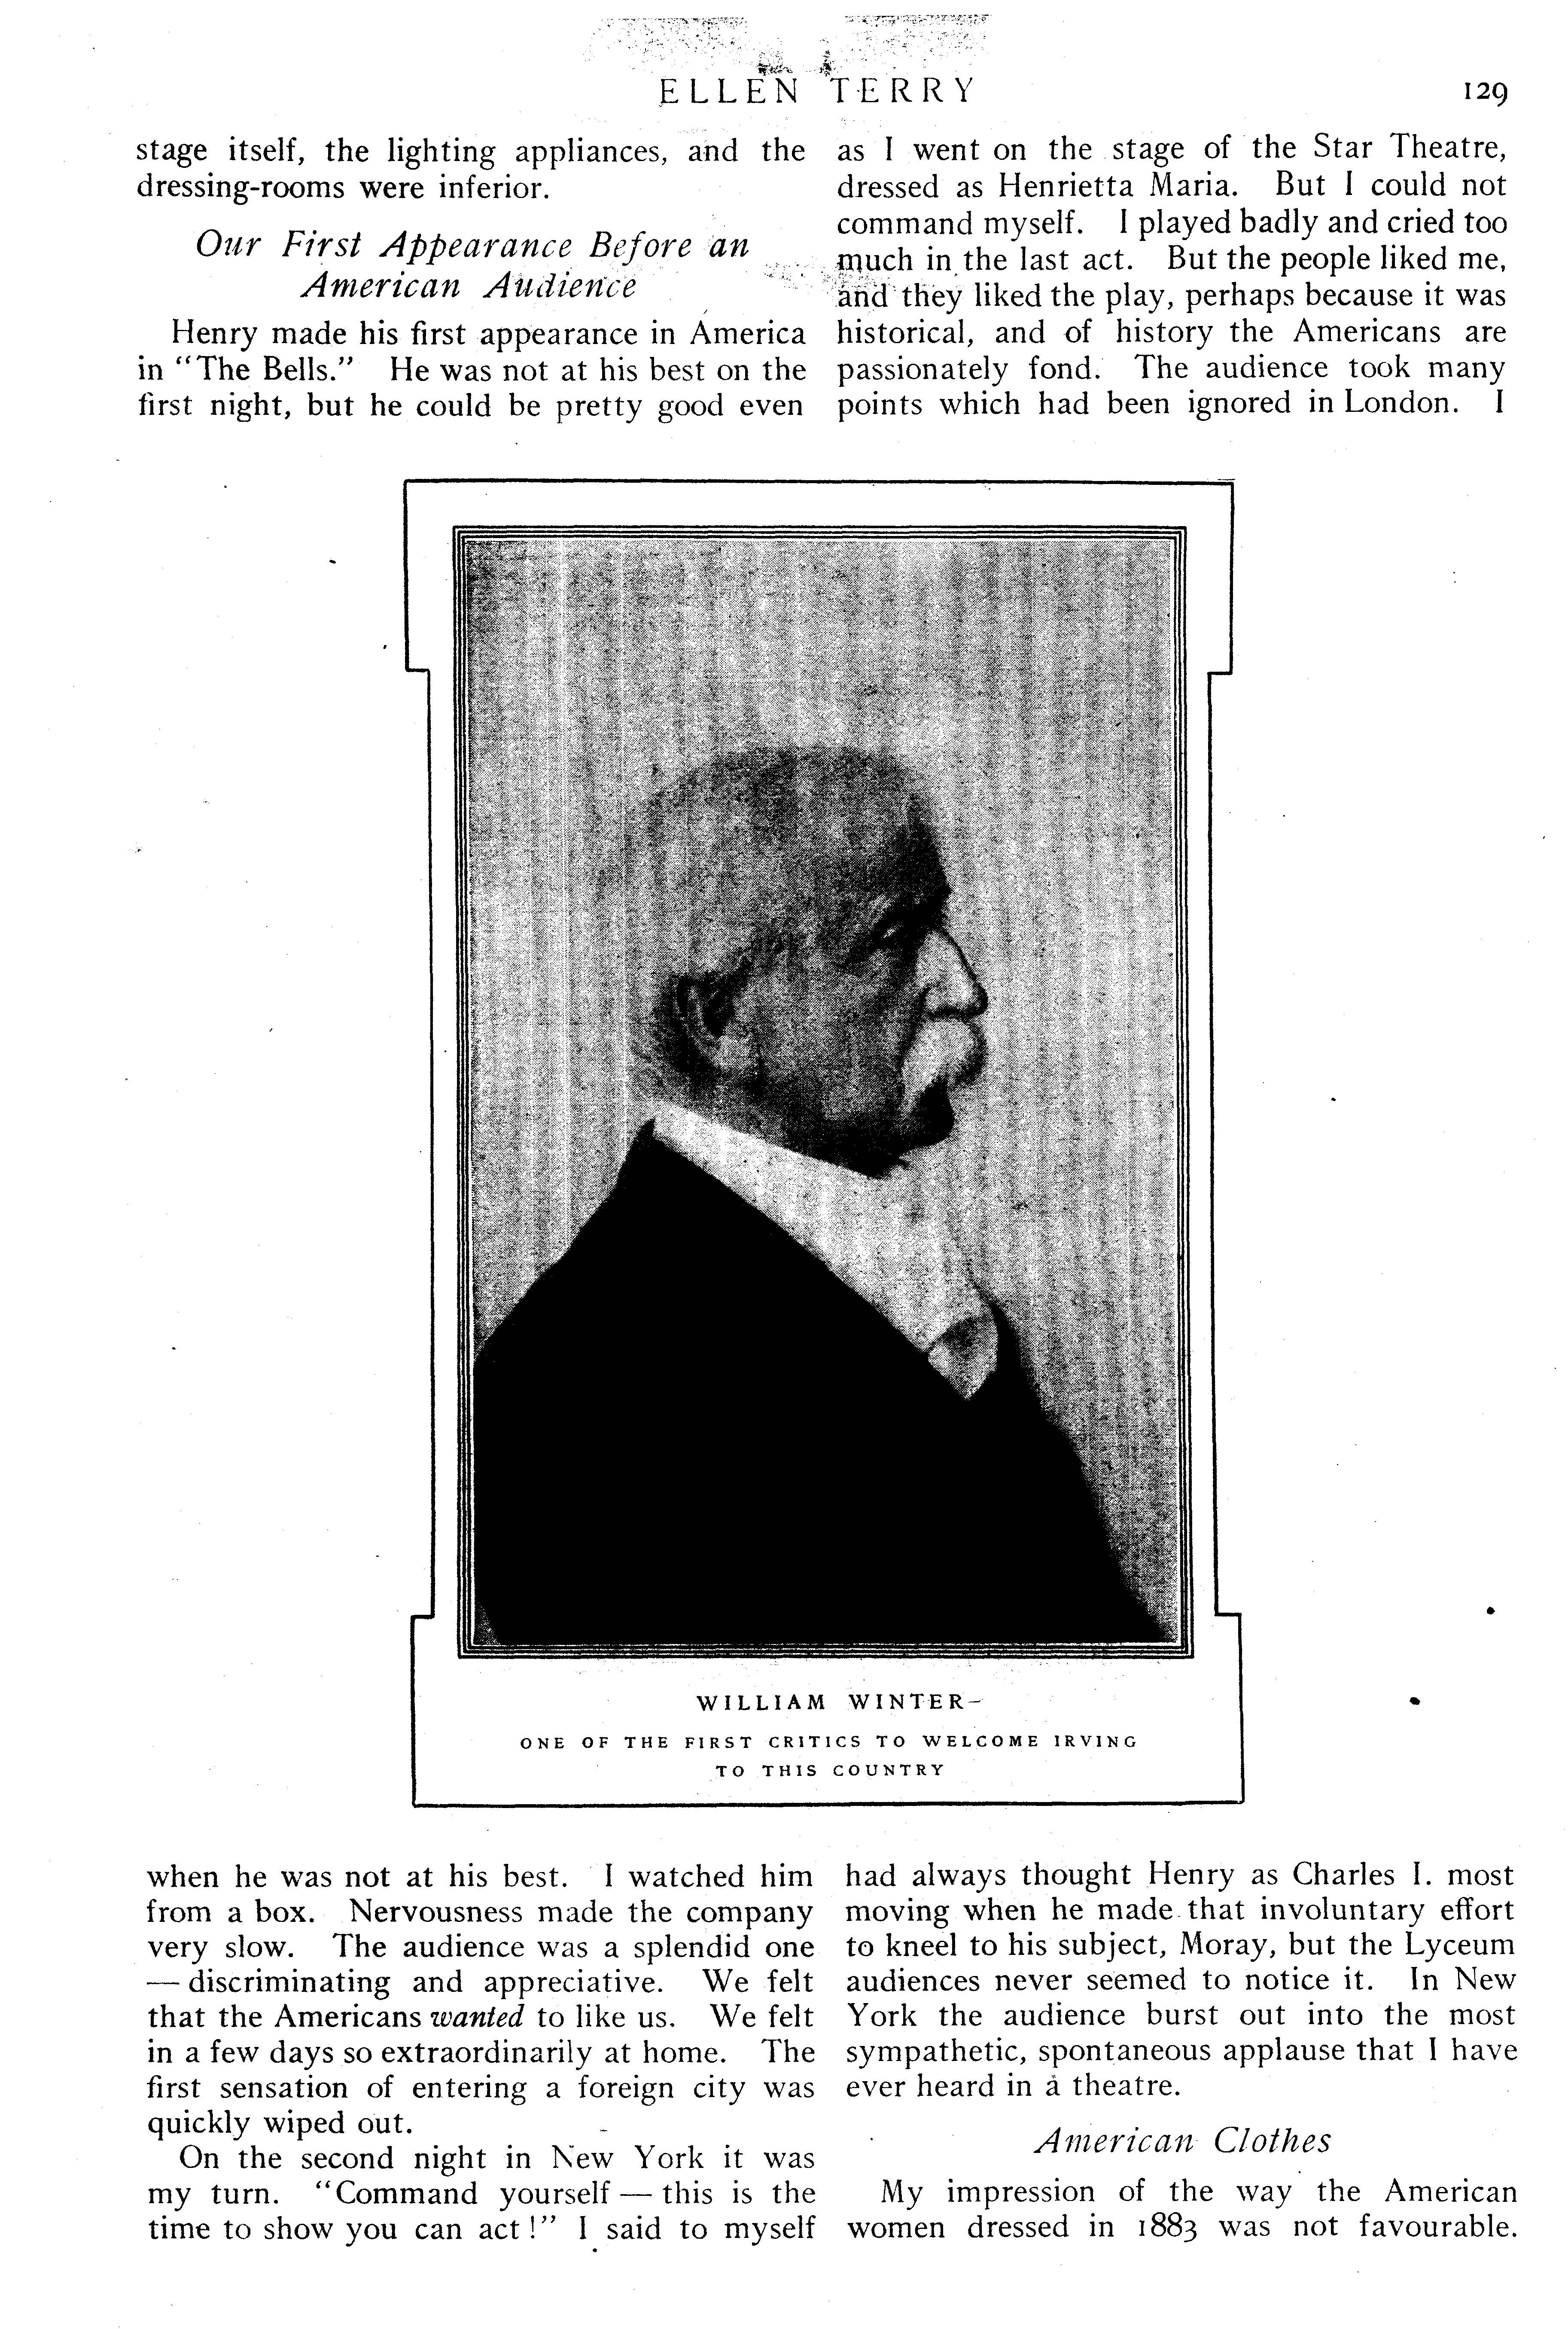 ELLEN TERRY 129
stage itself, the lighting appliances, and the
dressing-rooms were inferior.
Our First Appearance Before an
American Audience
Henry made his first appearance in America
in “The Bells.” He was not at his best on the
first night, but he could be pretty good even
when he was not at his best. I watched him
from a box. Nervousness made the company
very slow. The audience was a splendid one
— discriminating and appreciative. We felt
that the Americans wanted to like us. We felt
in a few days so extraordinarily at home. The
first sensation of entering a foreign city was
quickly wiped out.
On the second night in New York it was
my turn. “Command yourself — this is the
time to show you can act!” I said to myself
as I went on the stage of the Star Theatre,
dressed as Henrietta Maria. But I could not
command myself. I played badly and cried too
much in the last act. But the people liked me,
and they liked the play, perhaps because it was
historical, and of history the Americans are
passionately fond. The audience took many
points which had been ignored in London. I
had always thought Henry as Charles I. most
moving when he made that involuntary effort
to kneel to his subject, Moray, but the Lyceum
audiences never seemed to notice it. In New
York the audience burst out into the most
sympathetic, spontaneous applause that I have
ever heard in a theatre.
American Clothes
My impression of the way the American
women dressed in 1883 was not favourable.
WILLIAM WINTER–
ONE OF THE FIRST CRITICS TO WELCOME IRVING
TO THIS COUNTRY